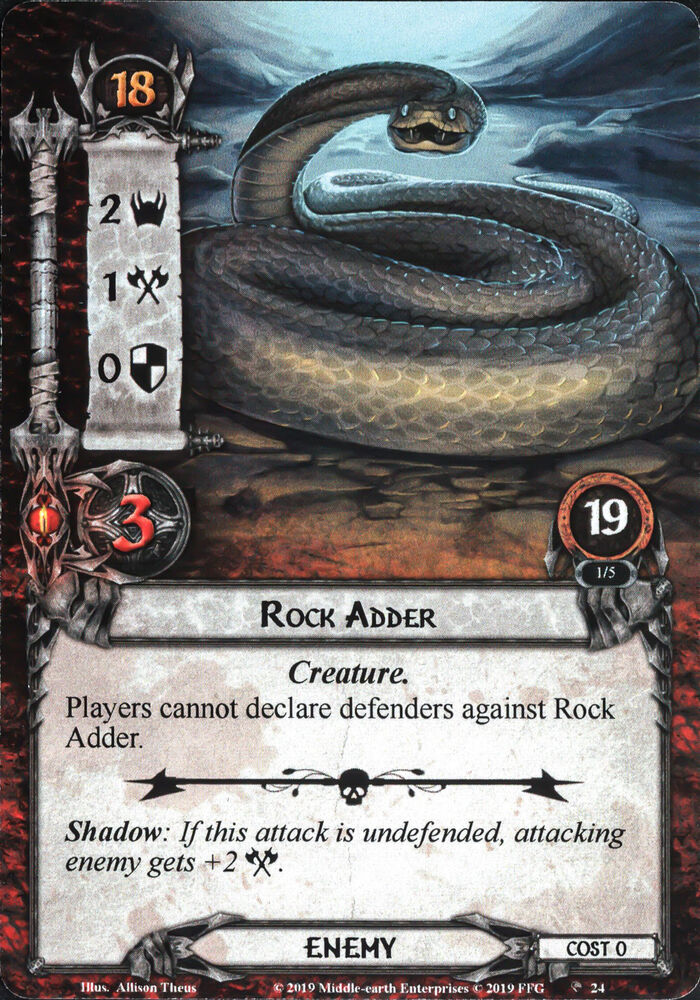 18
2
1
0
3
19
1/5
Rock Adder
Creature.
Players cannot declare defenders against Rock
Adder.
Shadow: If this attack is undefended, attacking
enemy gets +2 .
ENEMY
COST 0
Illus. Allison Theus
© 2019 Middle-earth Enterprises © 2019 FFG
24